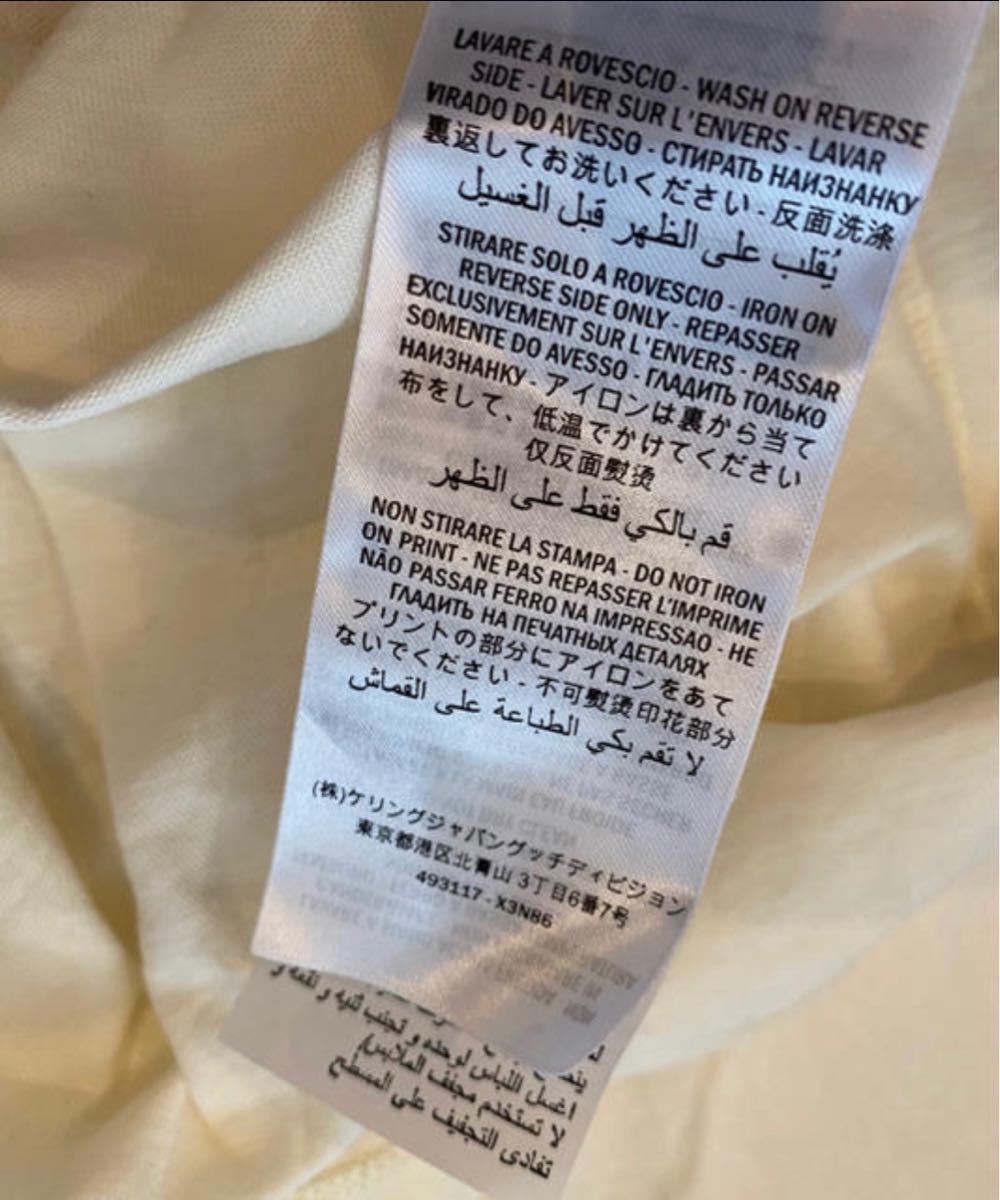 LAVARE A ROVESCIO - WASH ON REVERSE
SIDE - LAVER SUR L'ENVERS - LAVAR
VIRADO DO AVESSO - СТИРАТЬ НАИЗНАНКУ
裏返してお洗いください - 反面洗涤
يُقلب على الظهر قبل الغسيل
STIRARE SOLO A ROVESCIO - IRON ON
REVERSE SIDE ONLY - REPASSER
EXCLUSIVEMENT SUR L'ENVERS - PASSAR
SOMENTE DO AVESSO - ГЛАДИТЬ ТОЛЬКО
НАИЗНАНКУ - アイロンは裏から当て
布をして、低温でかけてください
仅反面熨烫
قم بالكي فقط على الظهر
NON STIRARE LA STAMPA - DO NOT IRON
ON PRINT - NE PAS REPASSER L'IMPRIME
NÃO PASSAR FERRO NA IMPRESSAO - НЕ
ГЛАДИТЬ НА ПЕЧАТНЫХ ДЕТАЛЯХ
プリントの部分にアイロンをあて
ないでください - 不可熨烫印花部分
لا تقم بكي الطباعة على القماش
(株)ケリングジャパングッチディビジョン
東京都港区北青山 3丁目6番7号
493117 - X3N86
اغسل اللباس لوحده و تجنب ثنيه و نقعه و
لا تستخدم مجفف الملابس/
تفادى التجفيف على المسطح